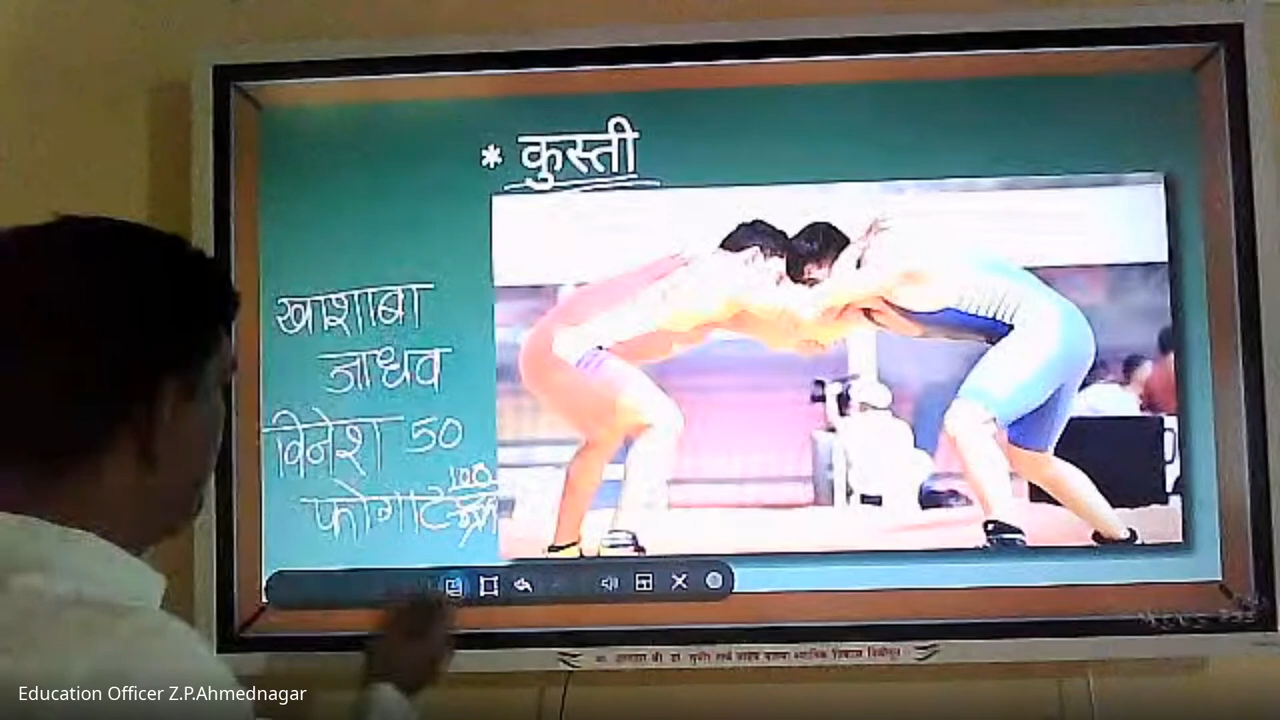 * कुस्ती
खाशाबा
जाधव
विनेश 50
100
फोगाट
Education Officer Z.P.Ahmednagar